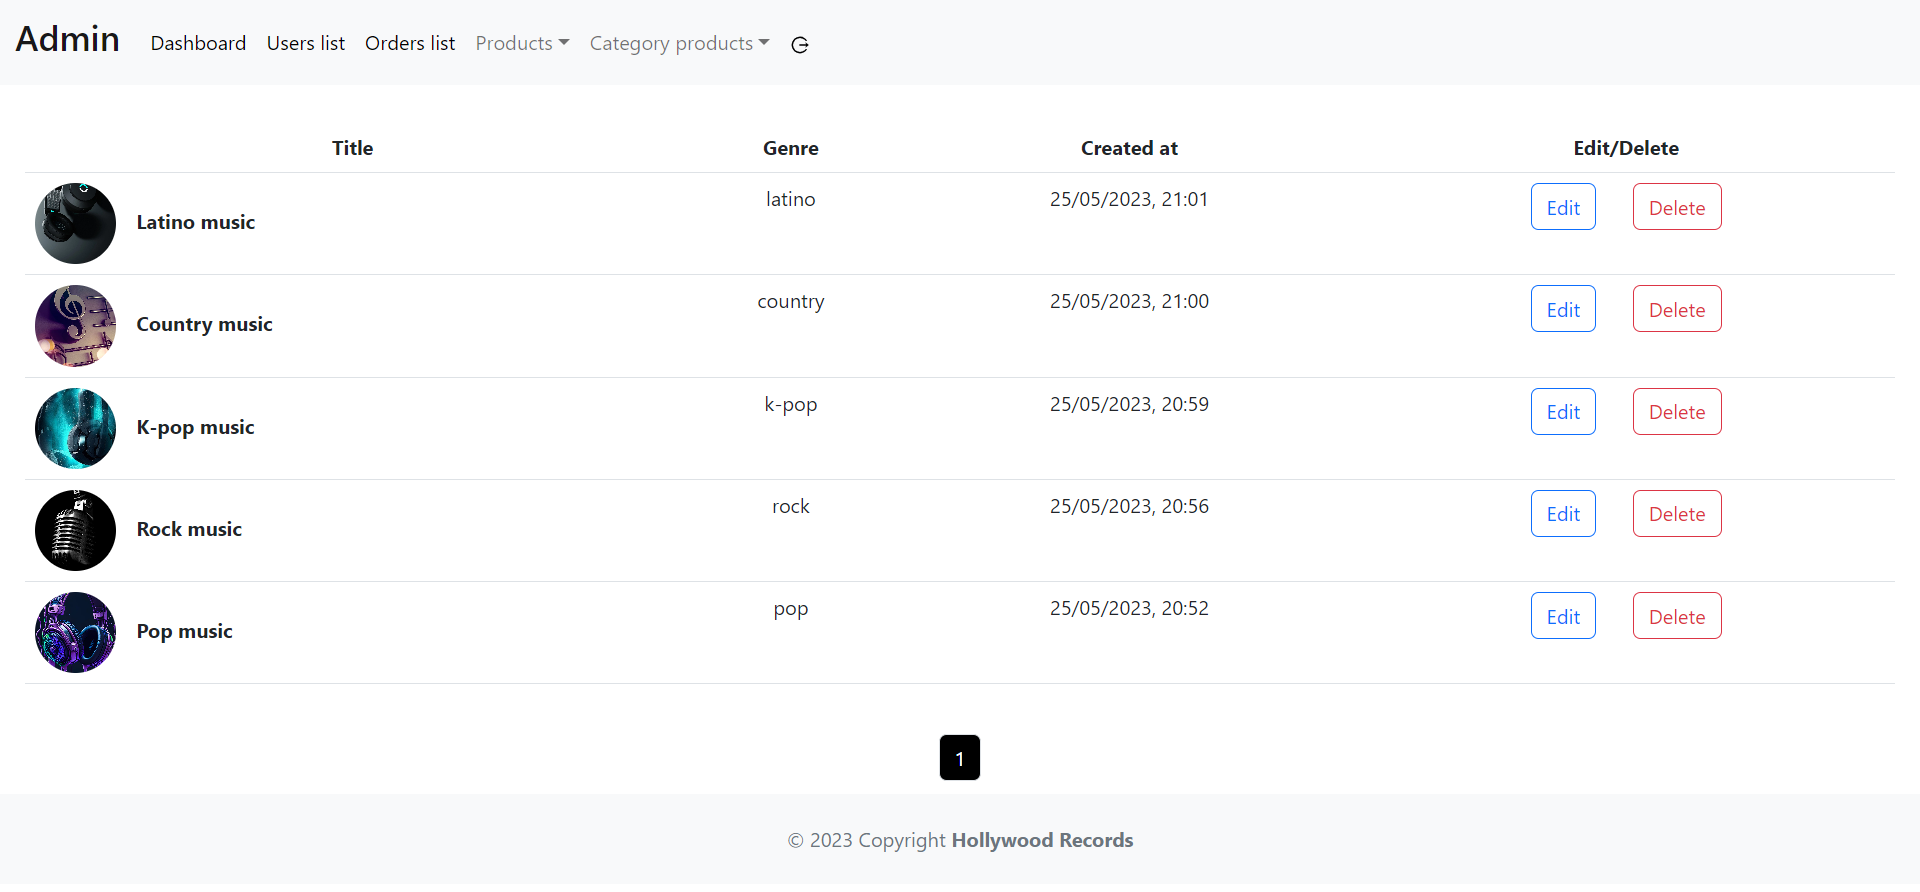 Admin Dashboard Users list Orders list Products Category products
Title Genre Created at Edit/Delete
Latino music latino 25/05/2023, 21:01 Edit Delete
Country music country 25/05/2023, 21:00 Edit Delete
K-pop music k-pop 25/05/2023, 20:59 Edit Delete
Rock music rock 25/05/2023, 20:56 Edit Delete
Pop music pop 25/05/2023, 20:52 Edit Delete
1
© 2023 Copyright Hollywood Records